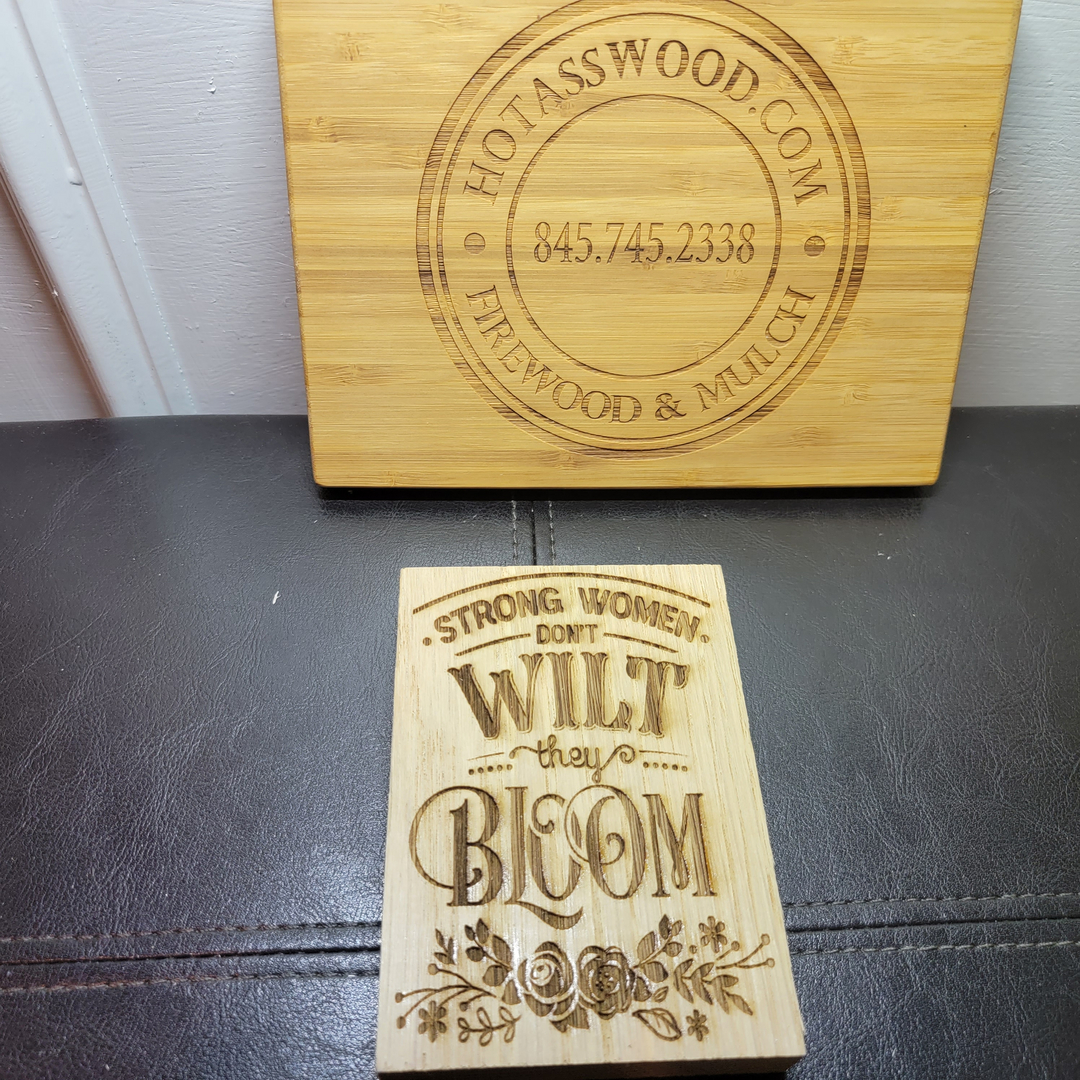 HOTASSWOOD.COM
845.745.2338
FIREWOOD & MULCH
STRONG WOMEN
DON'T
WILT
they
BLOOM